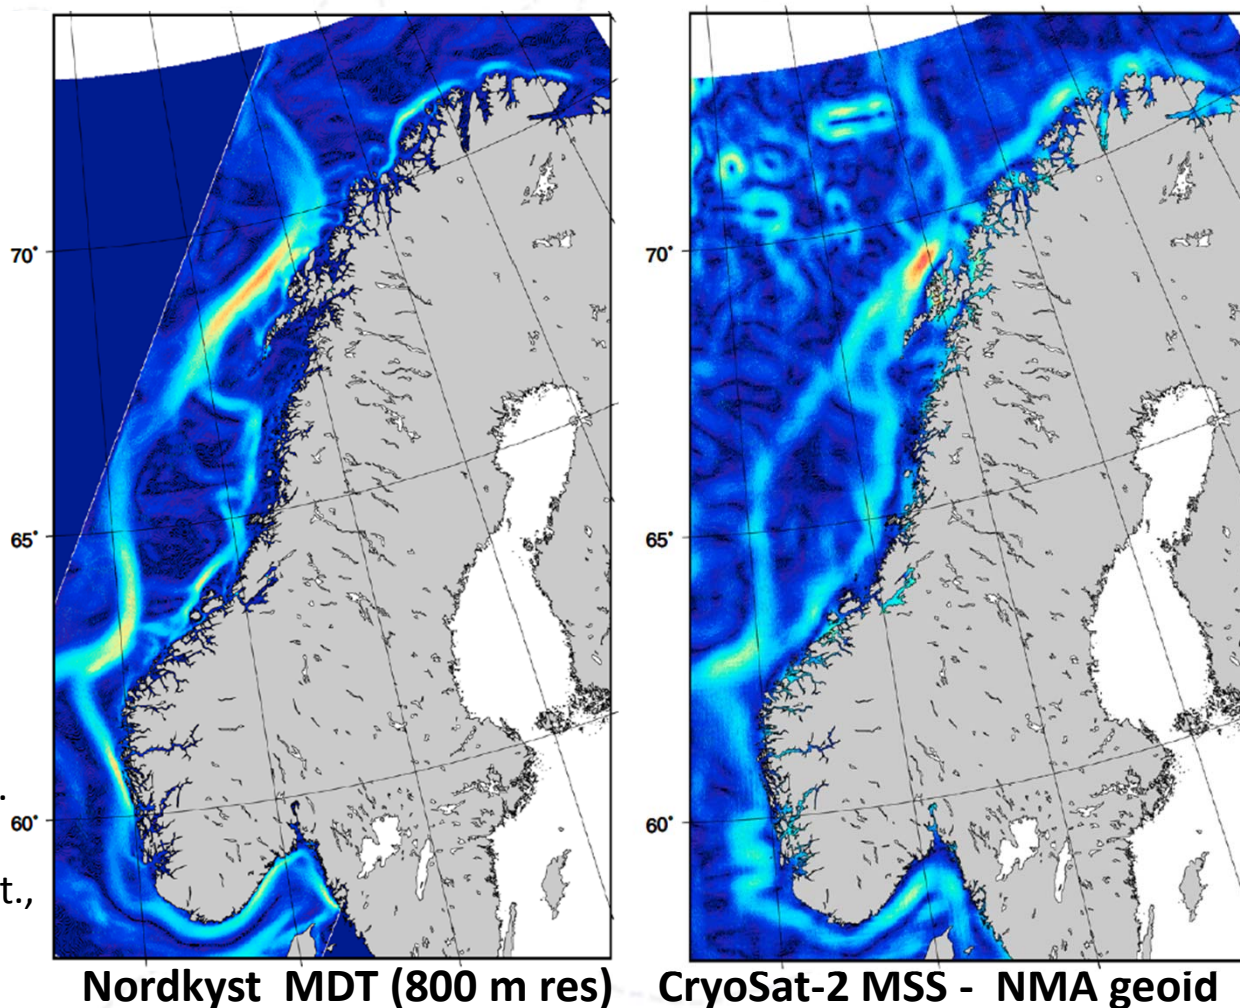 70°
65°
60°
.
t.,
70°
65°
60°
Nordkyst MDT (800 m res)
CryoSat-2 MSS - NMA geoid